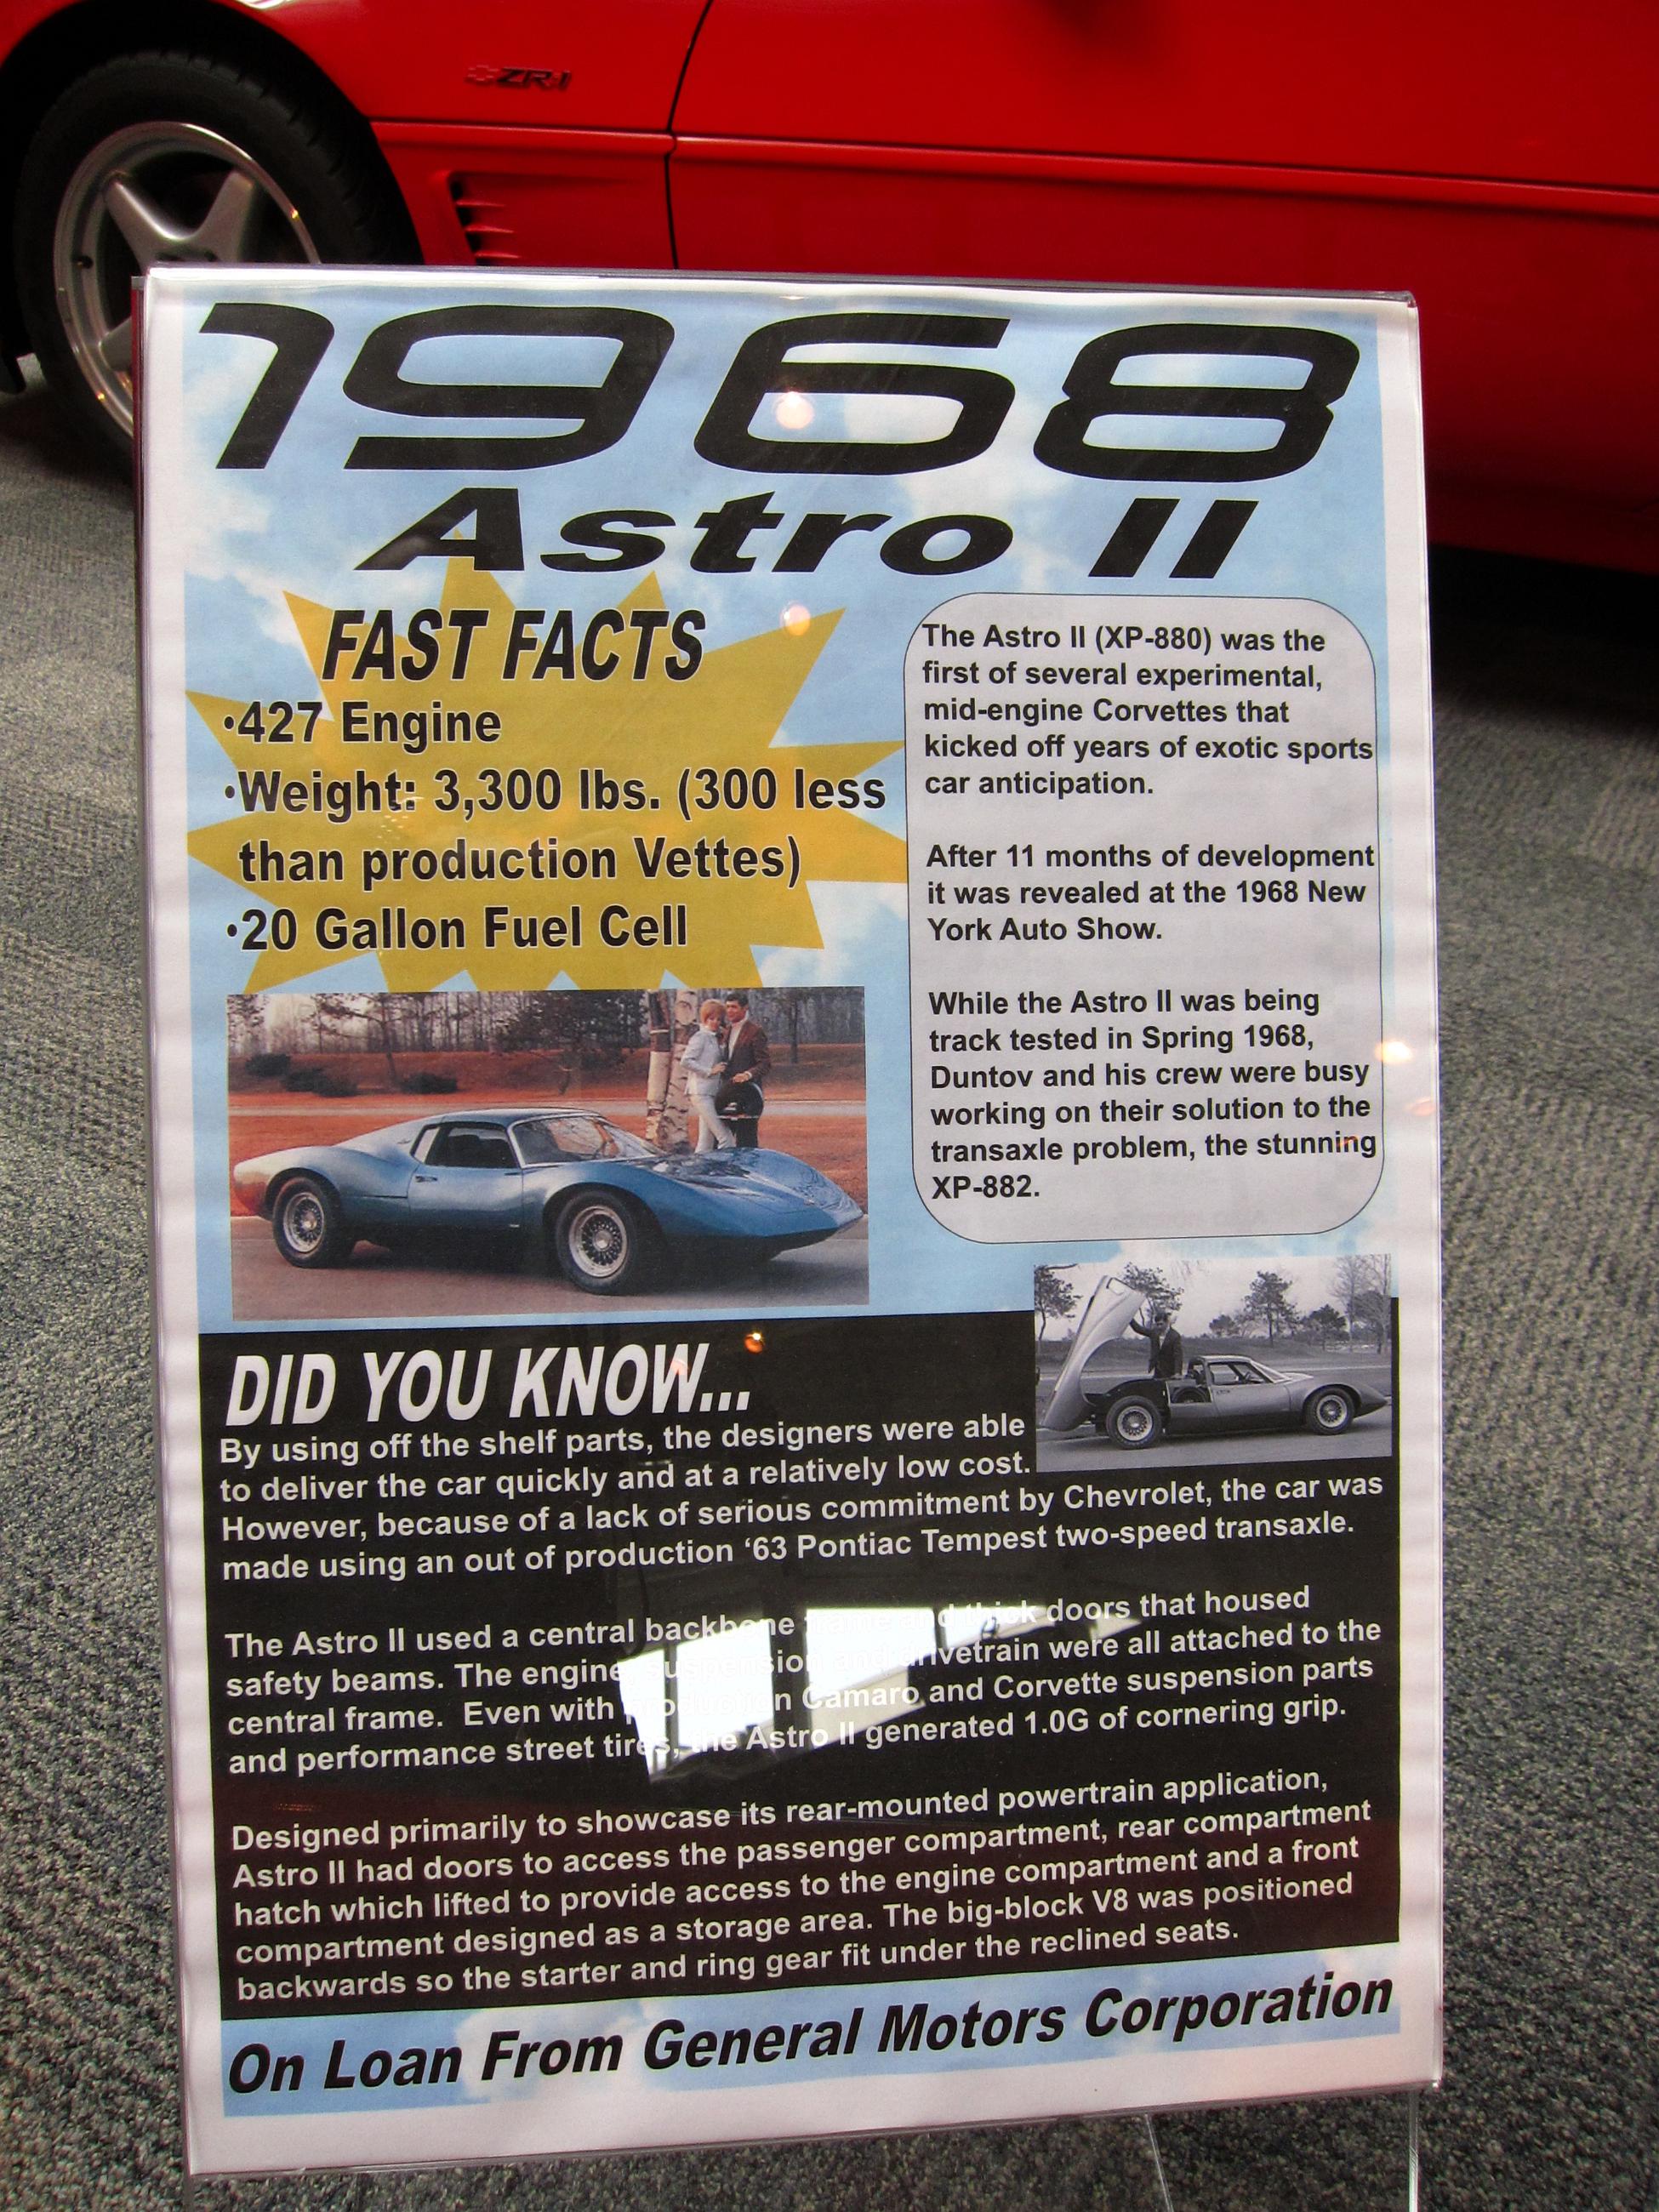 ZR-1
1968
Astro II
FAST FACTS
•427 Engine
•Weight: 3,300 lbs. (300 less
than production Vettes)
•20 Gallon Fuel Cell
The Astro II (XP-880) was the
first of several experimental,
mid-engine Corvettes that
kicked off years of exotic sports
car anticipation.
After 11 months of development
it was revealed at the 1968 New
York Auto Show.
While the Astro II was being
track tested in Spring 1968,
Duntov and his crew were busy
working on their solution to the
transaxle problem, the stunning
XP-882.
DID YOU KNOW...
By using off the shelf parts, the designers were able
to deliver the car quickly and at a relatively low cost.
However, because of a lack of serious commitment by Chevrolet, the car was
made using an out of production ‘63 Pontiac Tempest two-speed transaxle.
The Astro II used a central backbone frame and thick doors that housed
safety beams. The engine, suspension and drivetrain were all attached to the
central frame.  Even with production Camaro and Corvette suspension parts
and performance street tires, the Astro II generated 1.0G of cornering grip.
Designed primarily to showcase its rear-mounted powertrain application,
Astro II had doors to access the passenger compartment, rear compartment
hatch which lifted to provide access to the engine compartment and a front
compartment designed as a storage area. The big-block V8 was positioned
backwards so the starter and ring gear fit under the reclined seats.
On Loan From General Motors Corporation